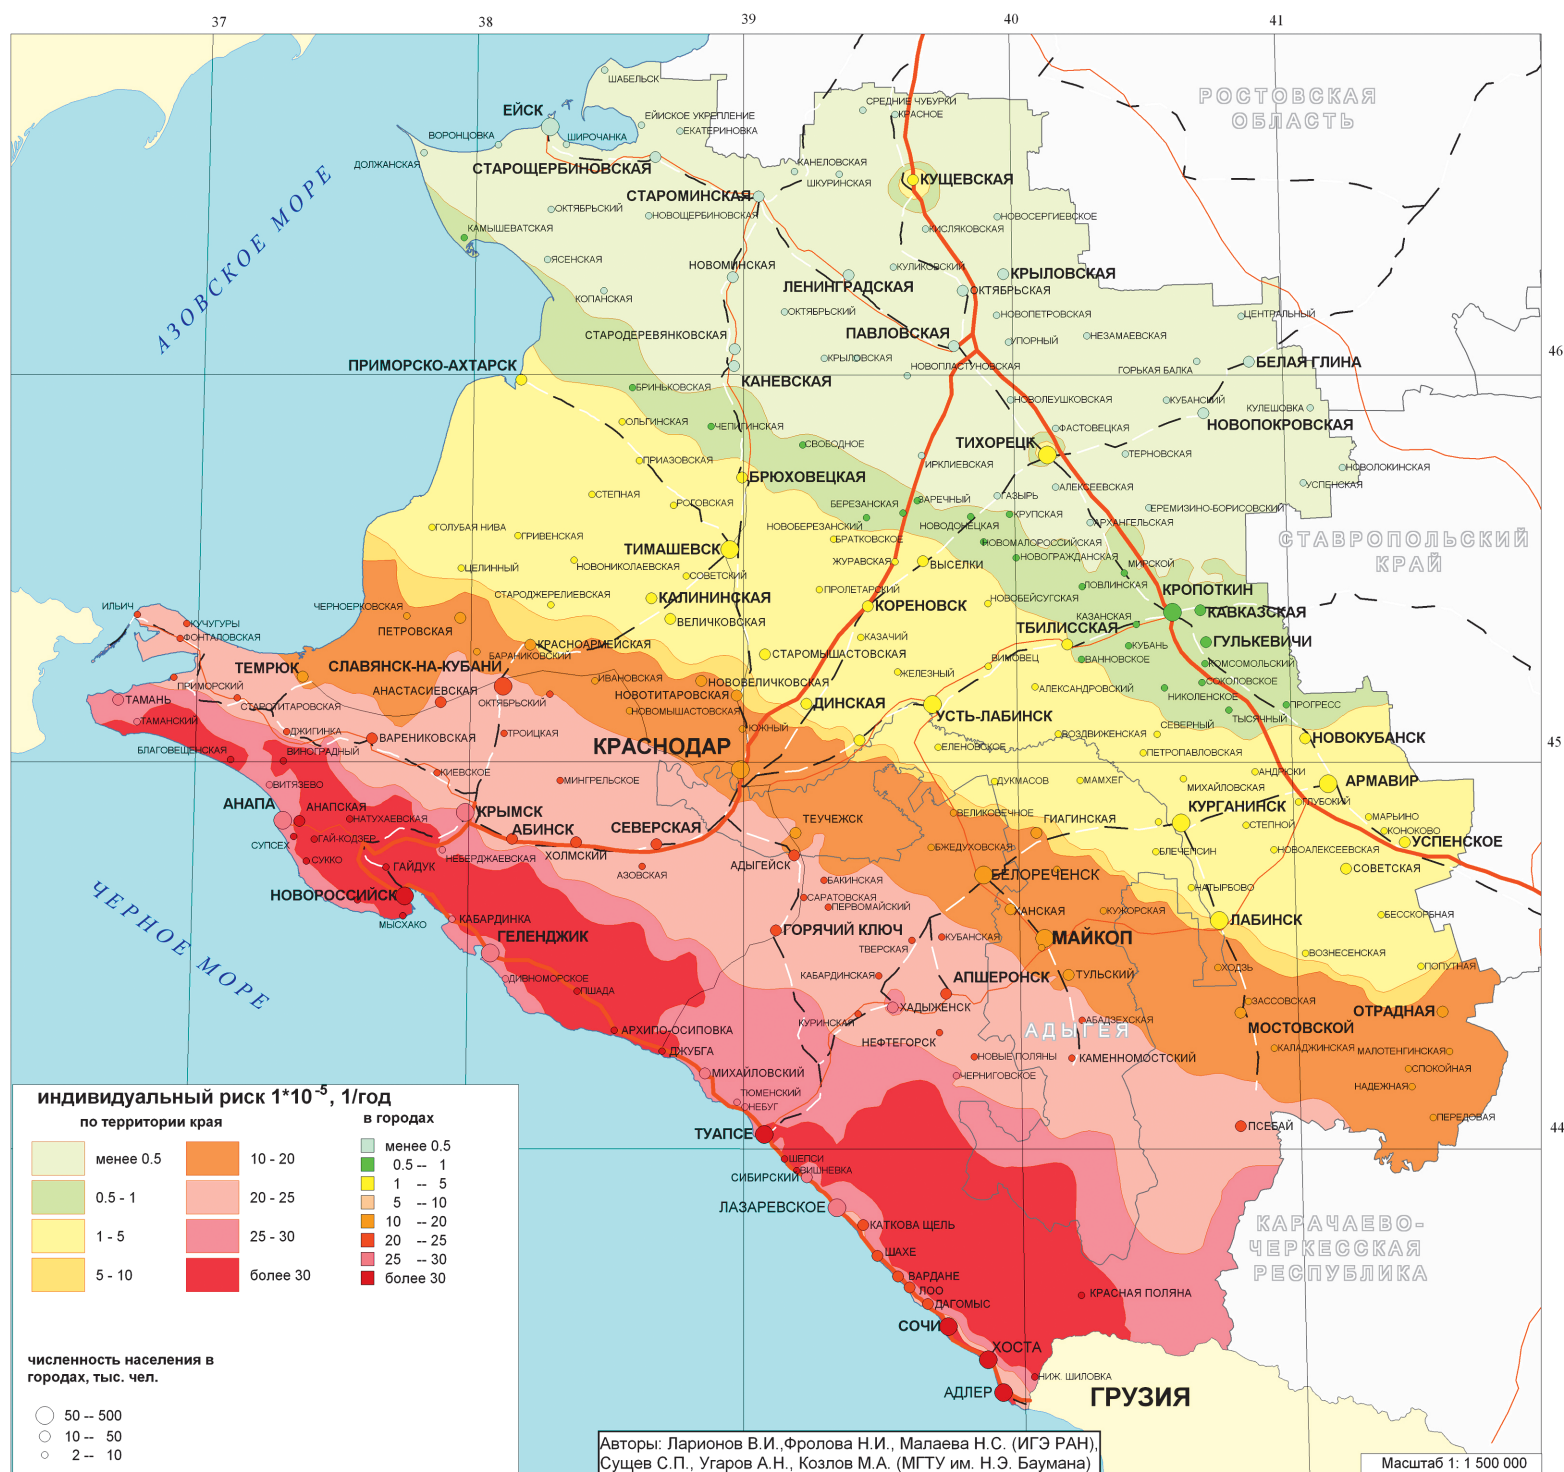 37
38
39
40
41
ШАБЕЛЬСК
ЕЙСК
СРЕДНИЕ ЧУБУРКИ
КРАСНОЕ
РОСТОВСКАЯ
ОБЛАСТЬ
ЕЙИСКОЕ УКРЕПЛЕНИЕ
ЕКАТЕРИНОВКА
ВОРОНЦОВКА
ШИРОЧАНКА
ДОЛЖАНСКАЯ
СТАРОЩЕРБИНОВСКАЯ
КАНЕЛОВСКАЯ
ШКУРИНСКАЯ
КУЩЕВСКАЯ
СТАРОМИНСКАЯ
АЗОВСКОЕ МОРЕ
ОКТЯБРЬСКИЙ
НОВОЩЕРБИНОВСКАЯ
НОВОСЕРГИЕВСКОЕ
КАМЫШЕВАТСКАЯ
КИСЛЯКОВСКАЯ
ЯСЕНСКАЯ
НОВОМИНСКАЯ
КУЛИКОВСКИЙ
КРЫЛОВСКАЯ
ЛЕНИНГРАДСКАЯ
ОКТЯБРЬСКАЯ
КОПАНСКАЯ
ОКТЯБРЬСКИЙ
НОВОПЕТРОВСКАЯ
ЦЕНТРАЛЬНЫЙ
СТАРОДЕРЕВЯНКОВСКАЯ
ПАВЛОВСКАЯ
УПОРНЫЙ
НЕЗАМАЕВСКАЯ
46
ПРИМОРСКО-АХТАРСК
КРЫЛОВСКАЯ
НОВОПЛАСТУНОВСКАЯ
ГОРЬКАЯ БАЛКА
БЕЛАЯ ГЛИНА
КАНЕВСКАЯ
БРИНЬКОВСКАЯ
НОВОЛЕУШКОВСКАЯ
КУБАНСКИЙ
КУЛЕШОВКА
ОЛЬГИНСКАЯ
ЧЕПИГИНСКАЯ
ФАСТОВЕЦКАЯ
НОВОПОКРОВСКАЯ
СВОБОДНОЕ
ТИХОРЕЦК
ТЕРНОВСКАЯ
ПРИАЗОВСКАЯ
ИРКЛИЕВСКАЯ
НОВОЛОКИНСКАЯ
БРЮХОВЕЦКАЯ
АЛЕКСЕЕВСКАЯ
УСПЕНСКАЯ
СТЕПНАЯ
РОГОВСКАЯ
БЕРЕЗАНСКАЯ
ЗАРЕЧНЫЙ
ГАЗЫРЬ
ЕРЕМИЗИНО-БОРИСОВСКИЙ
ГОЛУБАЯ НИВА
НОВОБЕРЕЗАНСКИЙ
НОВОДОНЕЦКАЯ
КРУПСКАЯ
АРХАНГЕЛЬСКАЯ
ГРИВЕНСКАЯ
БРАТКОВСКОЕ
НОВОМАЛОРОССИЙСКАЯ
СТАВРОПОЛЬСКИЙ
КРАЙ
ТИМАШЕВСК
ЖУРАВСКАЯ
ВЫСЕЛКИ
НОВОГРАЖДАНСКАЯ
МИРСКОЙ
ЦЕЛИННЫЙ
НОВОНИКОЛАЕВСКАЯ
СОВЕТСКИЙ
ПРОЛЕТАРСКИЙ
ЛОВЛИНСКАЯ
КРОПОТКИН
СТАРОДЖЕРЕЛИЕВСКАЯ
КАЛИНИНСКАЯ
КОРЕНОВСК
НОВОБЕЙСУГСКАЯ
КАВКАЗСКАЯ
ИЛЬИЧ
ЧЕРНОЕРКОВСКАЯ
ВЕЛИЧКОВСКАЯ
КАЗАНСКАЯ
КУЧУГУРЫ
ФОНТАЛОВСКАЯ
ПЕТРОВСКАЯ
КРАСНОАРМЕЙСКАЯ
КАЗАЧИЙ
ТБИЛИССКАЯ
ГУЛЬКЕВИЧИ
БАРАНИКОВСКИЙ
СТАРОМЫШАСТОВСКАЯ
ВИМОВЕЦ
ВАННОВСКОЕ
КУБАНЬ
КОМСОМОЛЬСКИЙ
ТЕМРЮК
СЛАВЯНСК-НА-КУБАНИ
ЖЕЛЕЗНЫЙ
ПРИМОРСКИЙ
АНАСТАСИЕВСКАЯ
ИВАНОВСКАЯ
НОВОВЕЛИЧКОВСКАЯ
АЛЕКСАНДРОВСКИЙ
СОКОЛОВСКОЕ
НИКОЛЕНСКОЕ
ТАМАНЬ
СТАРОТИТАРОВСКАЯ
ОКТЯБРЬСКИЙ
НОВОТИТАРОВСКАЯ
НОВОМЫШАСТОВСКАЯ
ДИНСКАЯ
УСТЬ-ЛАБИНСК
ПРОГРЕСС
ТЫСЯЧНЫЙ
ТАМАНСКИЙ
ДЖИГИНКА
ТРОИЦКАЯ
ЮЖНЫЙ
СЕВЕРНЫЙ
ВОЗДВИЖЕНСКАЯ
НОВОКУБАНСК
45
БЛАГОВЕЩЕНСКАЯ
ВИНОГРАДНЫЙ
ВАРЕНИКОВСКАЯ
КРАСНОДАР
ЕЛЕНОВСКОЕ
ПЕТРОПАВЛОВСКАЯ
КИЕВСКОЕ
МИНГРЕЛЬСКОЕ
ДУКМАСОВ
МАМХЕГ
АНДРЮКИ
АРМАВИР
МИХАЙЛОВСКАЯ
ВИТЯЗЕВО
АНАПА
АНАПСКАЯ
КРЫМСК
ВЕЛИКОВЕЧНОЕ
КУРГАНИНСК
ГЛУБОКИЙ
НАТУХАЕВСКАЯ
АБИНСК
СЕВЕРСКАЯ
ТЕУЧЕЖСК
ГИАГИНСКАЯ
СТЕПНОЙ
МАРЬИНО
КОНОКОВО
СУПСЕХ
ГАЙ-КОДЗЕР
НЕБЕРДЖАЕВСКАЯ
ХОЛМСКИЙ
АДЫГЕЙСК
БЖЕДУХОВСКАЯ
БЛЕЧЕПСИН
НОВОАЛЕКСЕЕВСКАЯ
УСПЕНСКОЕ
СУККО
ГАЙДУК
АЗОВСКАЯ
БЕЛОРЕЧЕНСК
СОВЕТСКАЯ
БАКИНСКАЯ
НАТЫРБОВО
НОВОРОССИЙСК
САРАТОВСКАЯ
ПЕРВОМАЙСКИЙ
ХАНСКАЯ
КУЖОРСКАЯ
ЛАБИНСК
БЕССКОРБНАЯ
МЫСХАКО
КАБАРДИНКА
ГОРЯЧИЙ КЛЮЧ
ГЕЛЕНДЖИК
ТВЕРСКАЯ
КУБАНСКАЯ
МАЙКОП
ВОЗНЕСЕНСКАЯ
ЧЕРНОЕ МОРЕ
ДИВНОМОРСКОЕ
ПШАДА
КАБАРДИНСКАЯ
АПШЕРОНСК
ТУЛЬСКИЙ
ХОДЗЬ
ПОПУТНАЯ
ЗАССОВСКАЯ
ХАДЫЖЕНСК
ОТРАДНАЯ
АРХИПО-ОСИПОВКА
КУРИНСКАЯ
АБАДЗЕХСКАЯ
АДЫГЕЯ
МОСТОВСКОЙ
НЕФТЕГОРСК
ДЖУБГА
НОВЫЕ ПОЛЯНЫ
КАМЕННОМОСТСКИЙ
КАЛАДЖИНСКАЯ
МАЛОТЕНГИНСКАЯ
МИХАЙЛОВСКИЙ
ЧЕРНИГОВСКОЕ
СПОКОЙНАЯ
НАДЕЖНАЯ
ТЮМЕНСКИЙ
НЕБУГ
ПЕРЕДОВАЯ
ТУАПСЕ
ПСЕБАЙ
44
ШЕПСИ
ВИШНЕВКА
СИБИРСКИЙ
ЛАЗАРЕВСКОЕ
КАТКОВА ЩЕЛЬ
КАРАЧАЕВО-
ЧЕРКЕССКАЯ
РЕСПУБЛИКА
ШАХЕ
ВАРДАНЕ
ЛОО
ДАГОМЫС
КРАСНАЯ ПОЛЯНА
СОЧИ
ХОСТА
НИЖ. ШИЛОВКА
АДЛЕР
ГРУЗИЯ
индивидуальный риск 1*10⁻⁵, 1/год
по территории края
в городах
менее 0.5
0.5 - 1
1 - 5
5 - 10
10 - 20
20 - 25
25 - 30
более 30
менее 0.5
0.5 -- 1
1 -- 5
5 -- 10
10 -- 20
20 -- 25
25 -- 30
более 30
численность населения в
городах, тыс. чел.
50 -- 500
10 -- 50
2 -- 10
Авторы: Ларионов В.И.,Фролова Н.И., Малаева Н.С. (ИГЭ РАН),
Сущев С.П., Угаров А.Н., Козлов М.А. (МГТУ им. Н.Э. Баумана)
Масштаб 1: 1 500 000